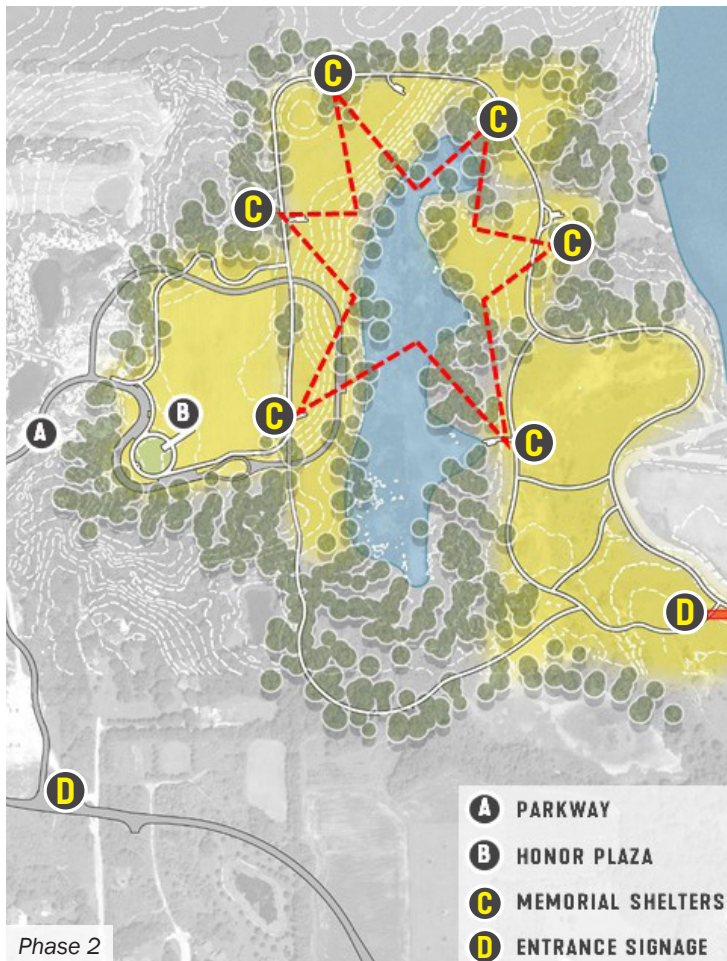 C
C
C
C
B
A
C
C
D
D
A PARKWAY
B HONOR PLAZA
C MEMORIAL SHELTERS
D ENTRANCE SIGNAGE
Phase 2